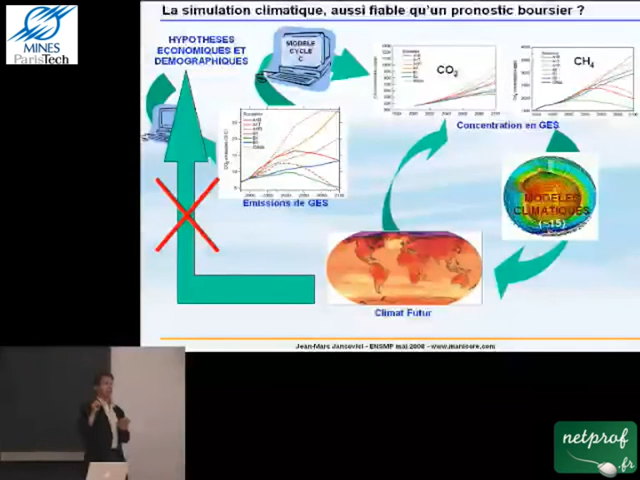 La simulation climatique, aussi fiable qu'un pronostic boursier ?
MINES
ParisTech
HYPOTHESES
ECONOMIQUES ET
DEMOGRAPHIQUES
MODELE
CYCLE
C
CO2
CH4
Concentration en GES
Emissions de GES
MODELES
CLIMATIQUES
(~15)
Climat Futur
Jean-Marc Jancovici - ENSMP mai 2008 - www.manicore.com
netprof
.fr